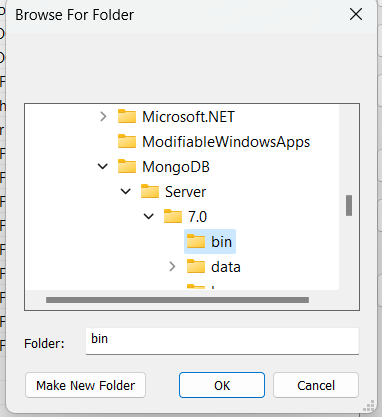 Browse For Folder
Microsoft.NET
ModifiableWindowsApps
MongoDB
Server
7.0
bin
data
Folder: bin
Make New Folder OK Cancel